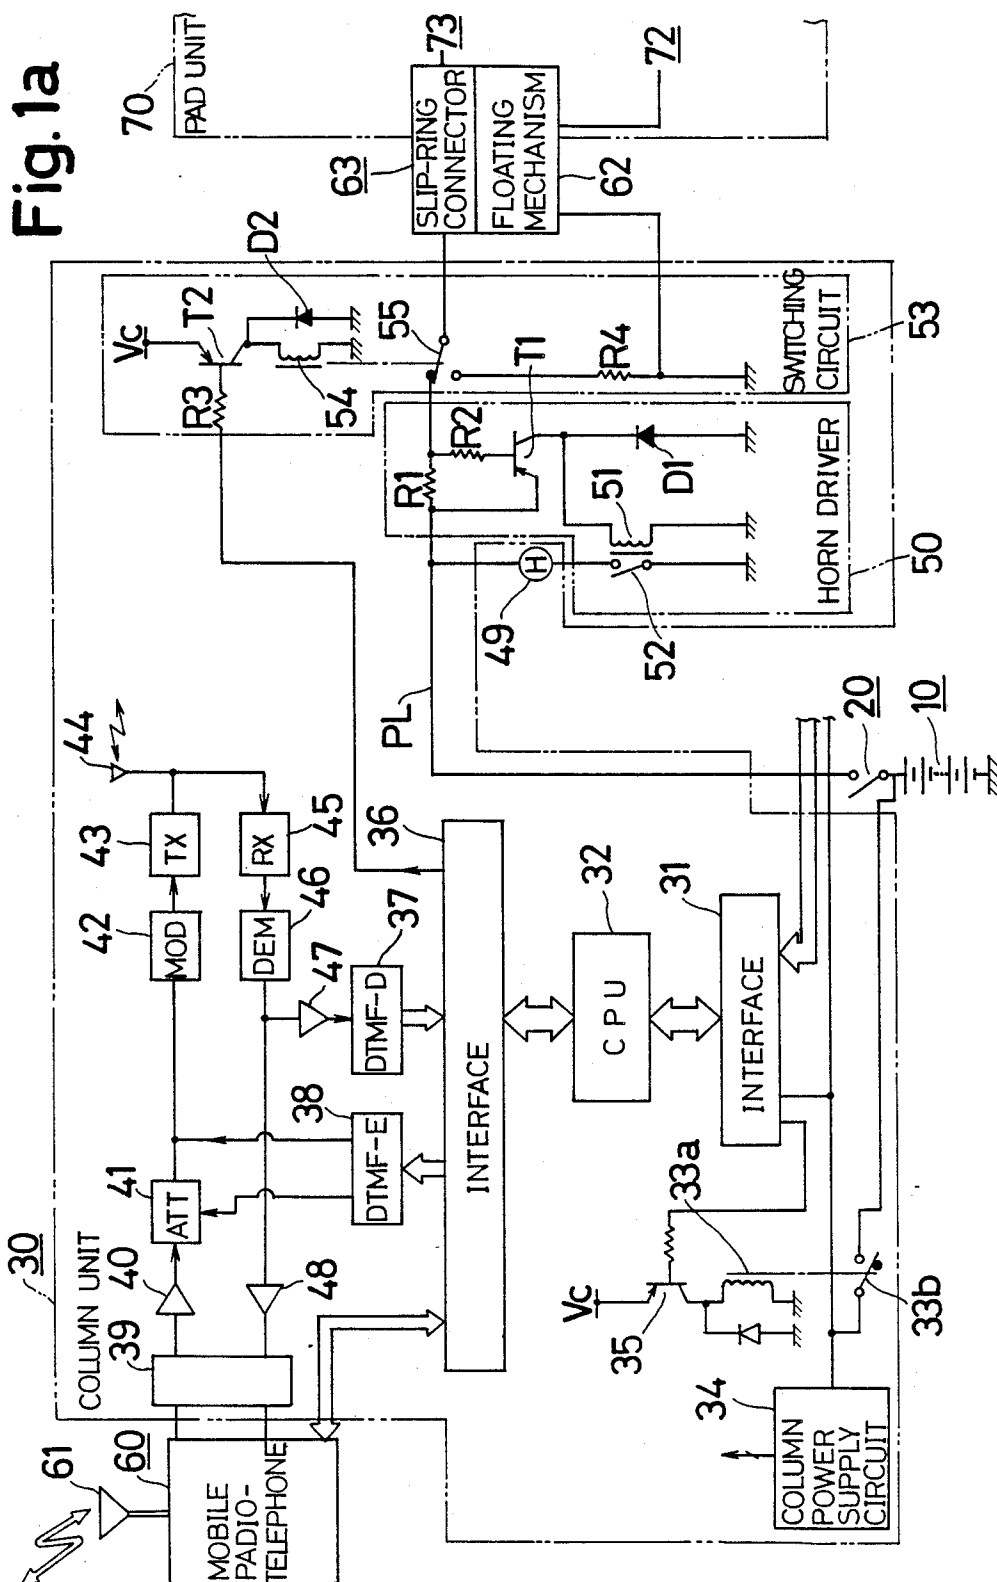 Fig.1a
70
PAD UNIT
63
SLIP-RING
CONNECTOR
73
FLOATING
MECHANISM
62
72
30
COLUMN UNIT
61
60
MOBILE
PADIO-
TELEPHONE
39
40
41
ATT
42
MOD
43
TX
44
45
RX
46
DEM
47
48
37
DTMF-D
38
DTMF-E
36
INTERFACE
32
CPU
31
INTERFACE
33a
33b
Vc
35
34
COLUMN
POWER
SUPPLY
CIRCUIT
20
10
PL
49
H
R1
R2
T1
51
52
D1
HORN DRIVER
50
Vc
T2
R3
D2
54
55
R4
SWITCHING
CIRCUIT
53